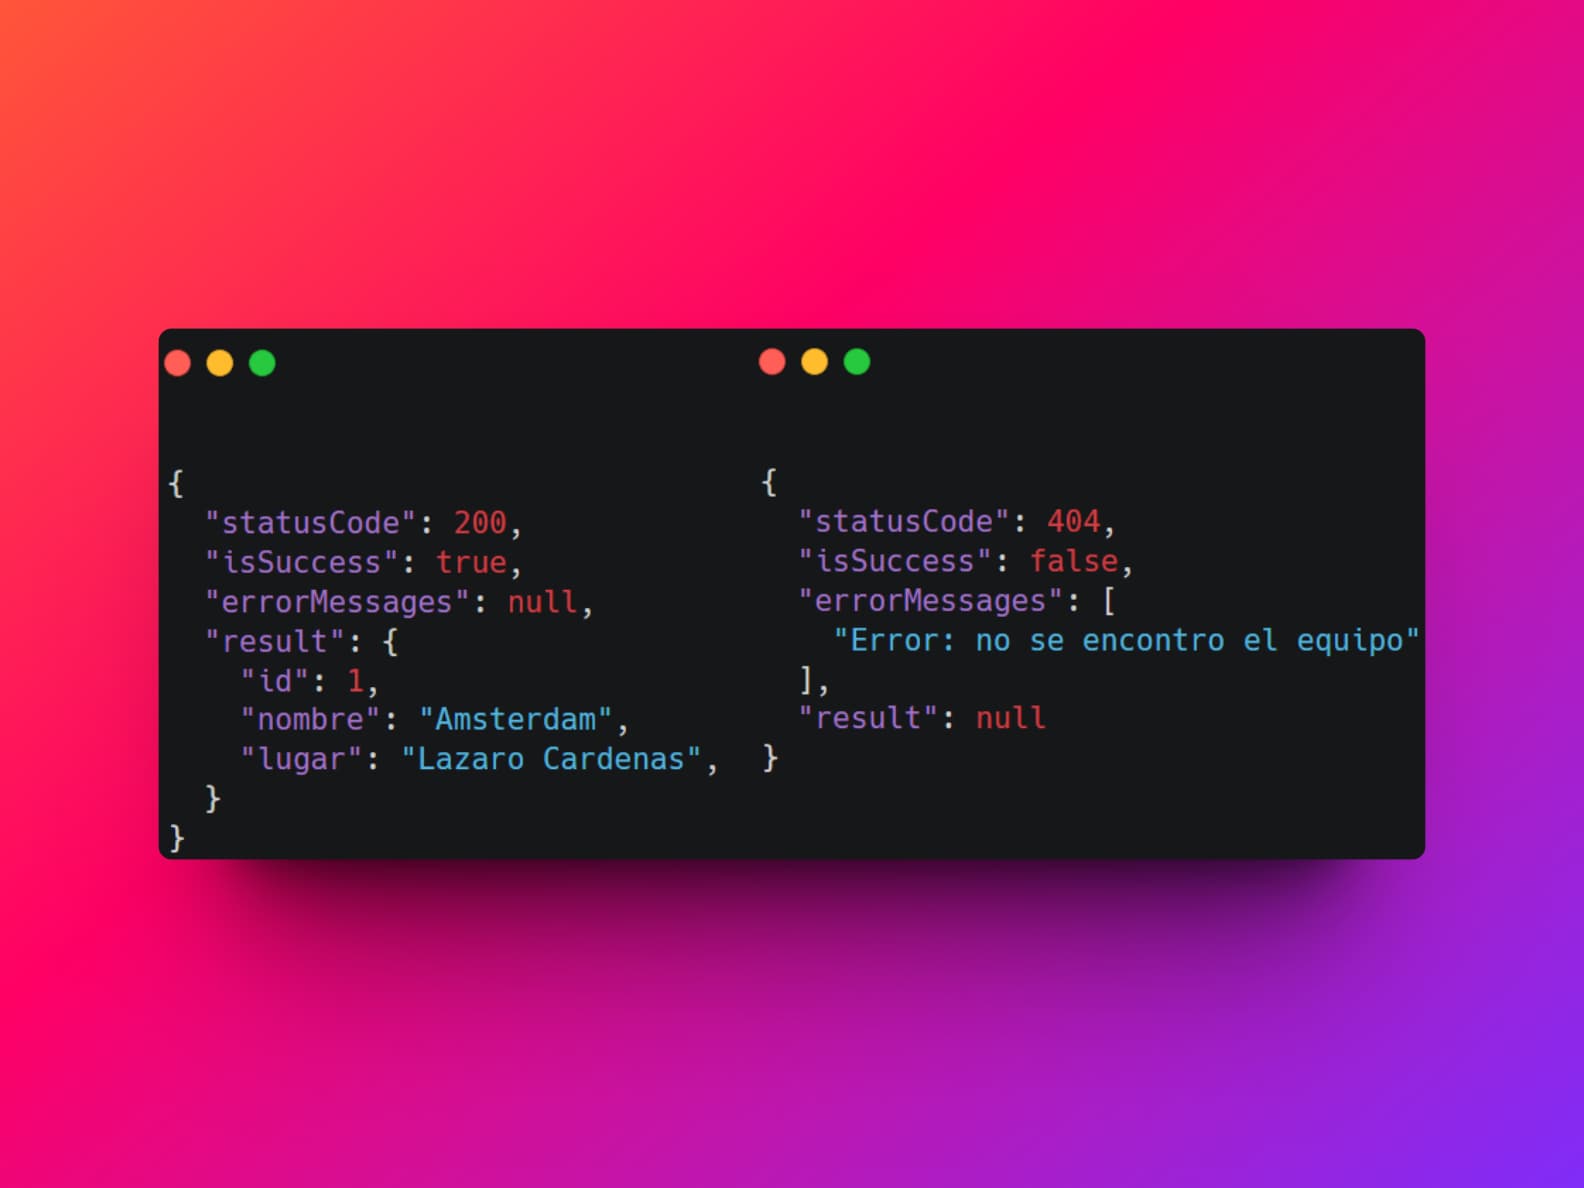 {
  "statusCode": 200,
  "isSuccess": true,
  "errorMessages": null,
  "result": {
    "id": 1,
    "nombre": "Amsterdam",
    "lugar": "Lazaro Cardenas",
  }
}
{
  "statusCode": 404,
  "isSuccess": false,
  "errorMessages": [
    "Error: no se encontro el equipo"
  ],
  "result": null
}